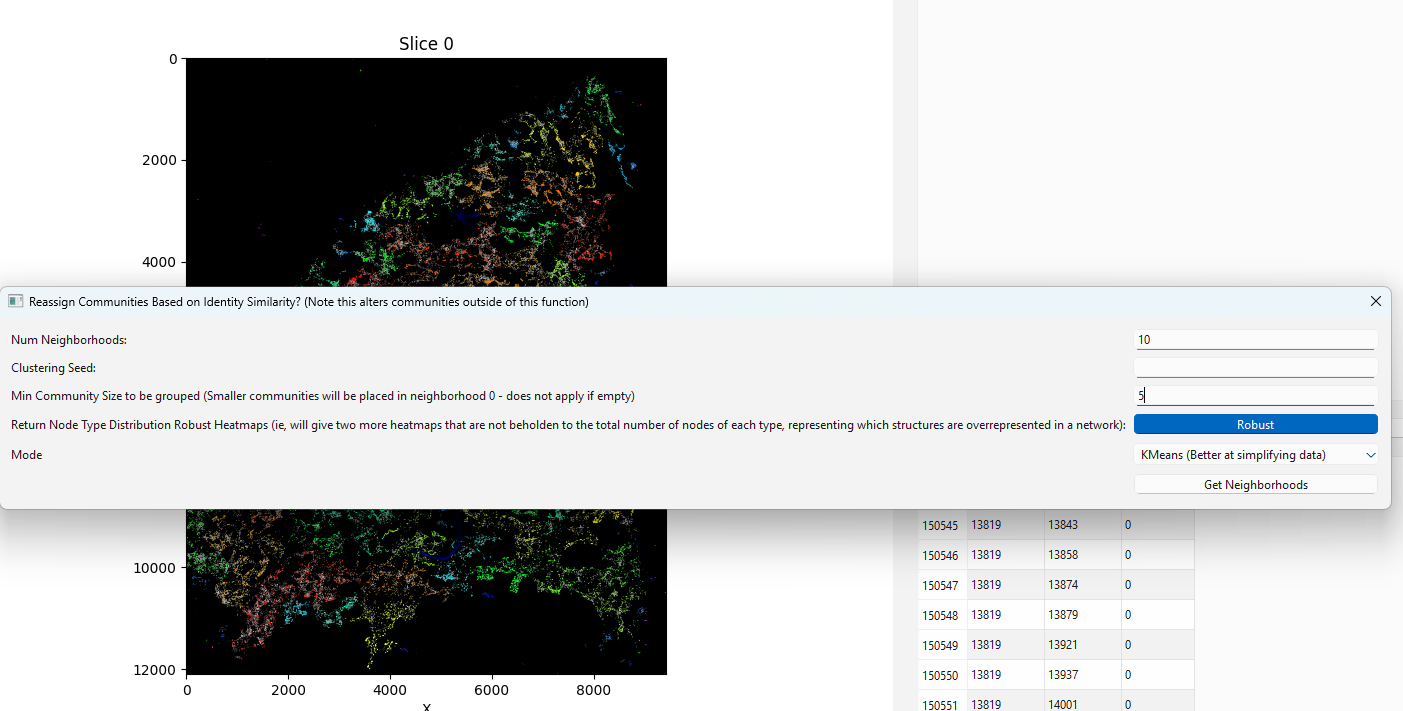 Slice 0
0
2000
4000
Reassign Communities Based on Identity Similarity? (Note this alters communities outside of this function)
Num Neighborhoods: 10
Clustering Seed:
Min Community Size to be grouped (Smaller communities will be placed in neighborhood 0 - does not apply if empty) 5
Return Node Type Distribution Robust Heatmaps (ie, will give two more heatmaps that are not beholden to the total number of nodes of each type, representing which structures are overrepresented in a network): Robust
Mode KMeans (Better at simplifying data)
Get Neighborhoods
10000
12000
0 2000 4000 6000 8000
X
150545 13819 13843 0
150546 13819 13858 0
150547 13819 13874 0
150548 13819 13879 0
150549 13819 13921 0
150550 13819 13937 0
150551 13819 14001 0